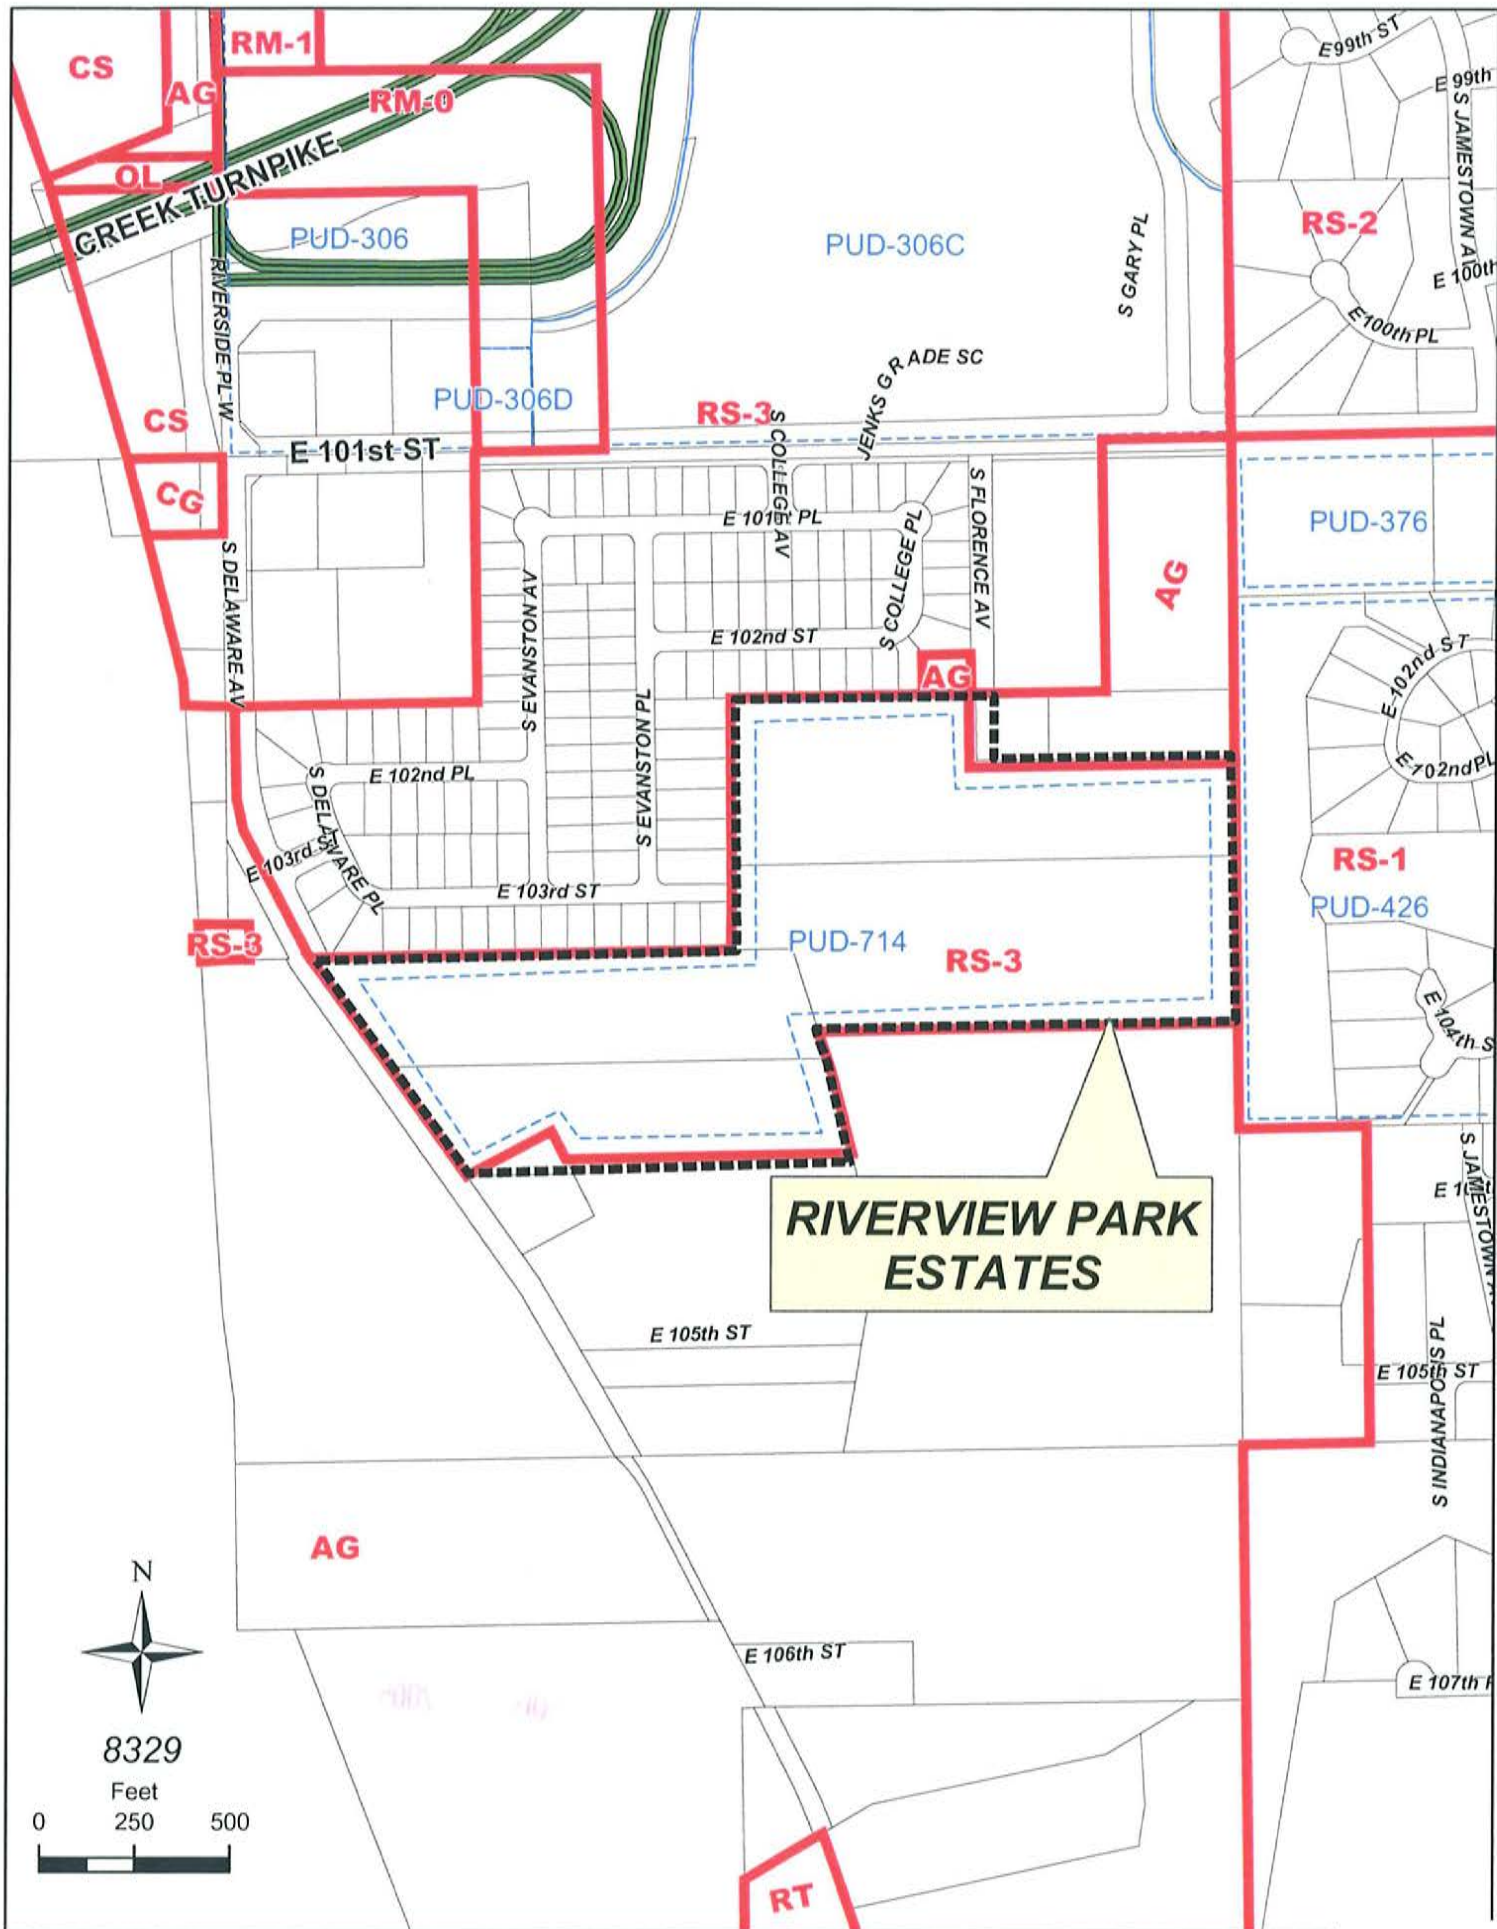 RM-1
CS
AG
RM-0
OL
CREEK TURNPIKE
PUD-306
PUD-306C
RIVERSIDE PL W
S GARY PL
E 99th ST
E 99th
S JAMESTOWN AV
RS-2
E 100th
E 100th PL
CS
PUD-306D
RS-3
JENKS GRADE SC
E 101st ST
S COLLEGE AV
CG
E 101st PL
S COLLEGE PL
S FLORENCE AV
AG
PUD-376
S DELAWARE AV
S EVANSTON AV
E 102nd ST
AG
E 102nd ST
S EVANSTON PL
E 102nd PL
E 102nd PL
S DELAWARE PL
E 103rd
E 103rd ST
RS-1
PUD-426
RS-3
PUD-714
RS-3
E 104th S
RIVERVIEW PARK
ESTATES
S JAMESTOWN
E 105th ST
E 105th ST
S INDIANAPOLIS PL
AG
N
E 106th ST
E 107th
8329
Feet
0 250 500
RT